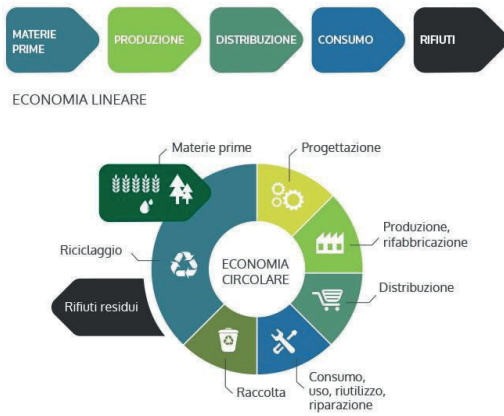 MATERIE
PRIME
PRODUZIONE
DISTRIBUZIONE
CONSUMO
RIFIUTI
ECONOMIA LINEARE
Materie prime
Progettazione
Produzione,
rifabbricazione
Riciclaggio
ECONOMIA
CIRCOLARE
Distribuzione
Rifiuti residui
Raccolta
Consumo,
uso, riutilizzo,
riparazione